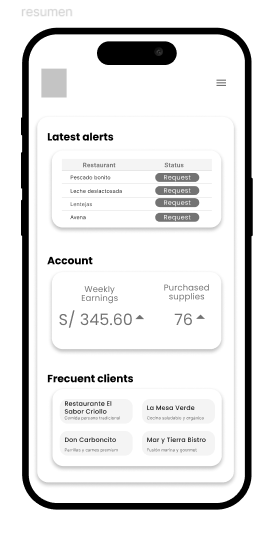 resumen
Latest alerts
Restaurant Status
Pescado bonito Request
Leche deslactosada Request
Lentejas Request
Avena Request
Account
Weekly Purchased
Earnings supplies
S/ 345.60 76
Frecuent clients
Restaurante El
Sabor Criollo
Comida peruana tradicional
La Mesa Verde
Cocina saludable y orgánica
Don Carboncito
Parrillas y carnes premium
Mar y Tierra Bistro
Fusión marina y gourmet